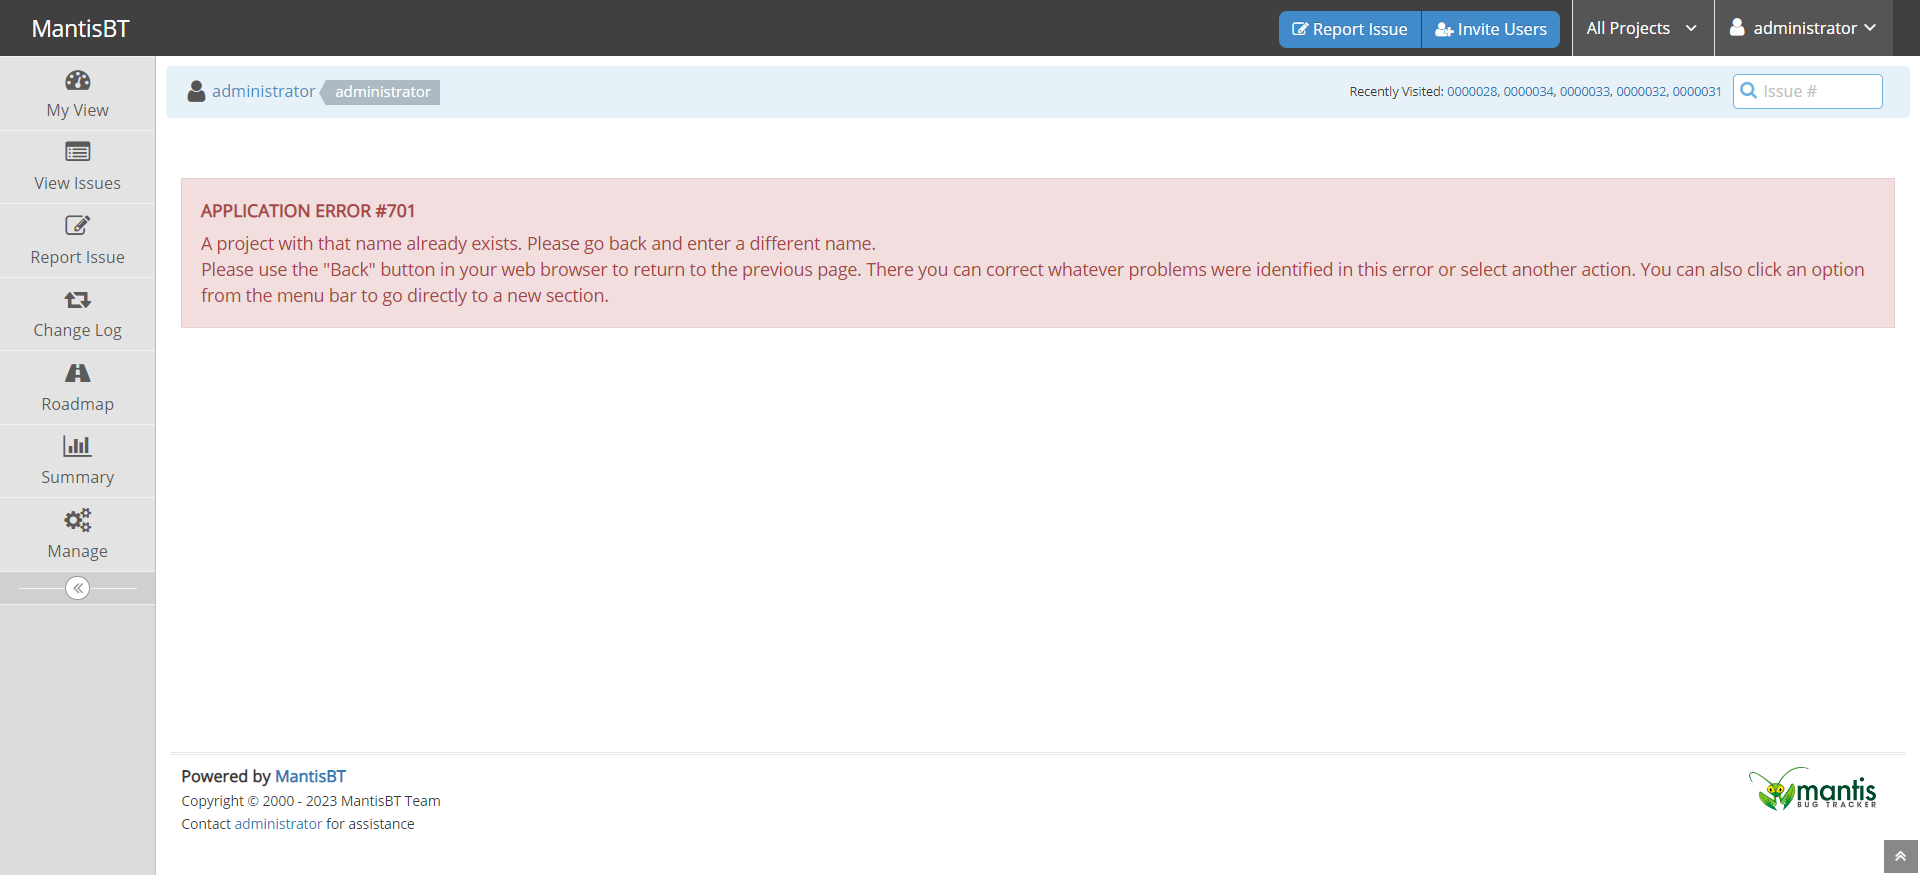 MantisBT
Report Issue
Invite Users
All Projects
administrator
My View
View Issues
Report Issue
Change Log
Roadmap
Summary
Manage
administrator
administrator
Recently Visited: 0000028, 0000034, 0000033, 0000032, 0000031
Issue #
APPLICATION ERROR #701
A project with that name already exists. Please go back and enter a different name.
Please use the "Back" button in your web browser to return to the previous page. There you can correct whatever problems were identified in this error or select another action. You can also click an option
from the menu bar to go directly to a new section.
Powered by MantisBT
Copyright © 2000 - 2023 MantisBT Team
Contact administrator for assistance
mantis
BUG TRACKER